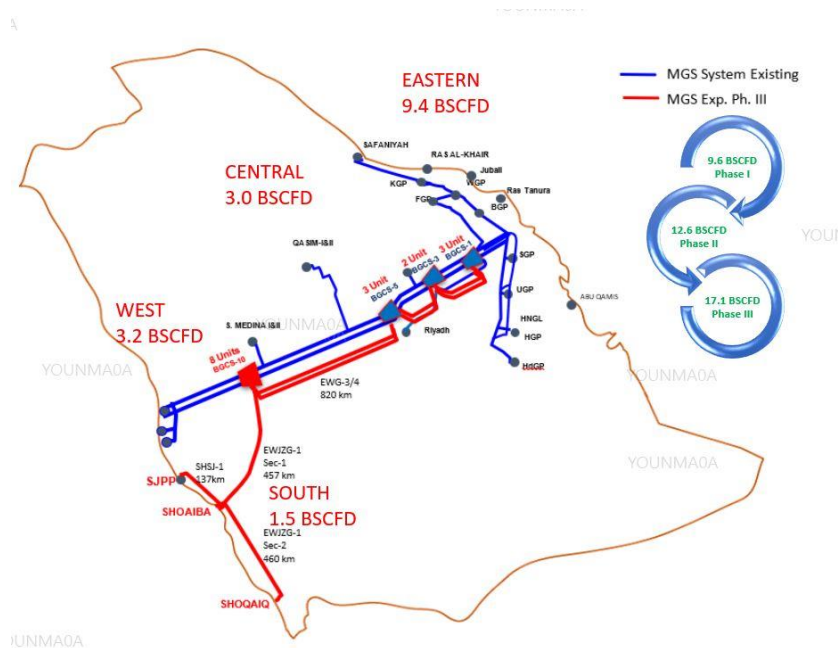 EASTERN
9.4 BSCFD
MGS System Existing
MGS Exp. Ph. III
SAFANIYAH
RAS AL-KHAIR
Jubail
KGP
WGP
Ras Tanura
FGP
BGP
CENTRAL
3.0 BSCFD
9.6 BSCFD
Phase I
12.6 BSCFD
Phase II
17.1 BSCFD
Phase III
QASIM-I&II
3 Unit
BGCS-1
2 Unit
BGCS-3
3 Unit
BGCS-5
SGP
UGP
ABU QAMIS
HNGL
HGP
HdGP
Riyadh
WEST
3.2 BSCFD
S. MEDINA I&II
8 Units
BGCS-10
EWG-3/4
820 km
SHSJ-1
137km
EWJZG-1
Sec-1
457 km
SJPP
SHOAIBA
SOUTH
1.5 BSCFD
EWJZG-1
Sec-2
460 km
SHOQAIQ
YOUNMA0A
YOUNMA0A
YOUNMA0A
YOUN
OUNMA0A